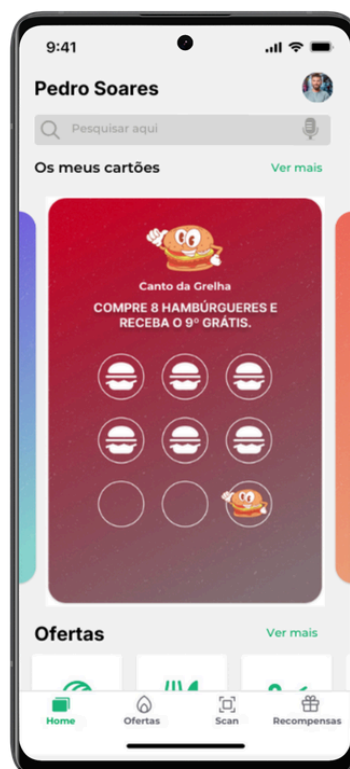 9:41
Pedro Soares
Pesquisar aqui
Os meus cartões
Ver mais
Canto da Grelha
COMPRE 8 HAMBÚRGUERES E
RECEBA O 9º GRÁTIS.
Ofertas
Ver mais
Home
Ofertas
Scan
Recompensas